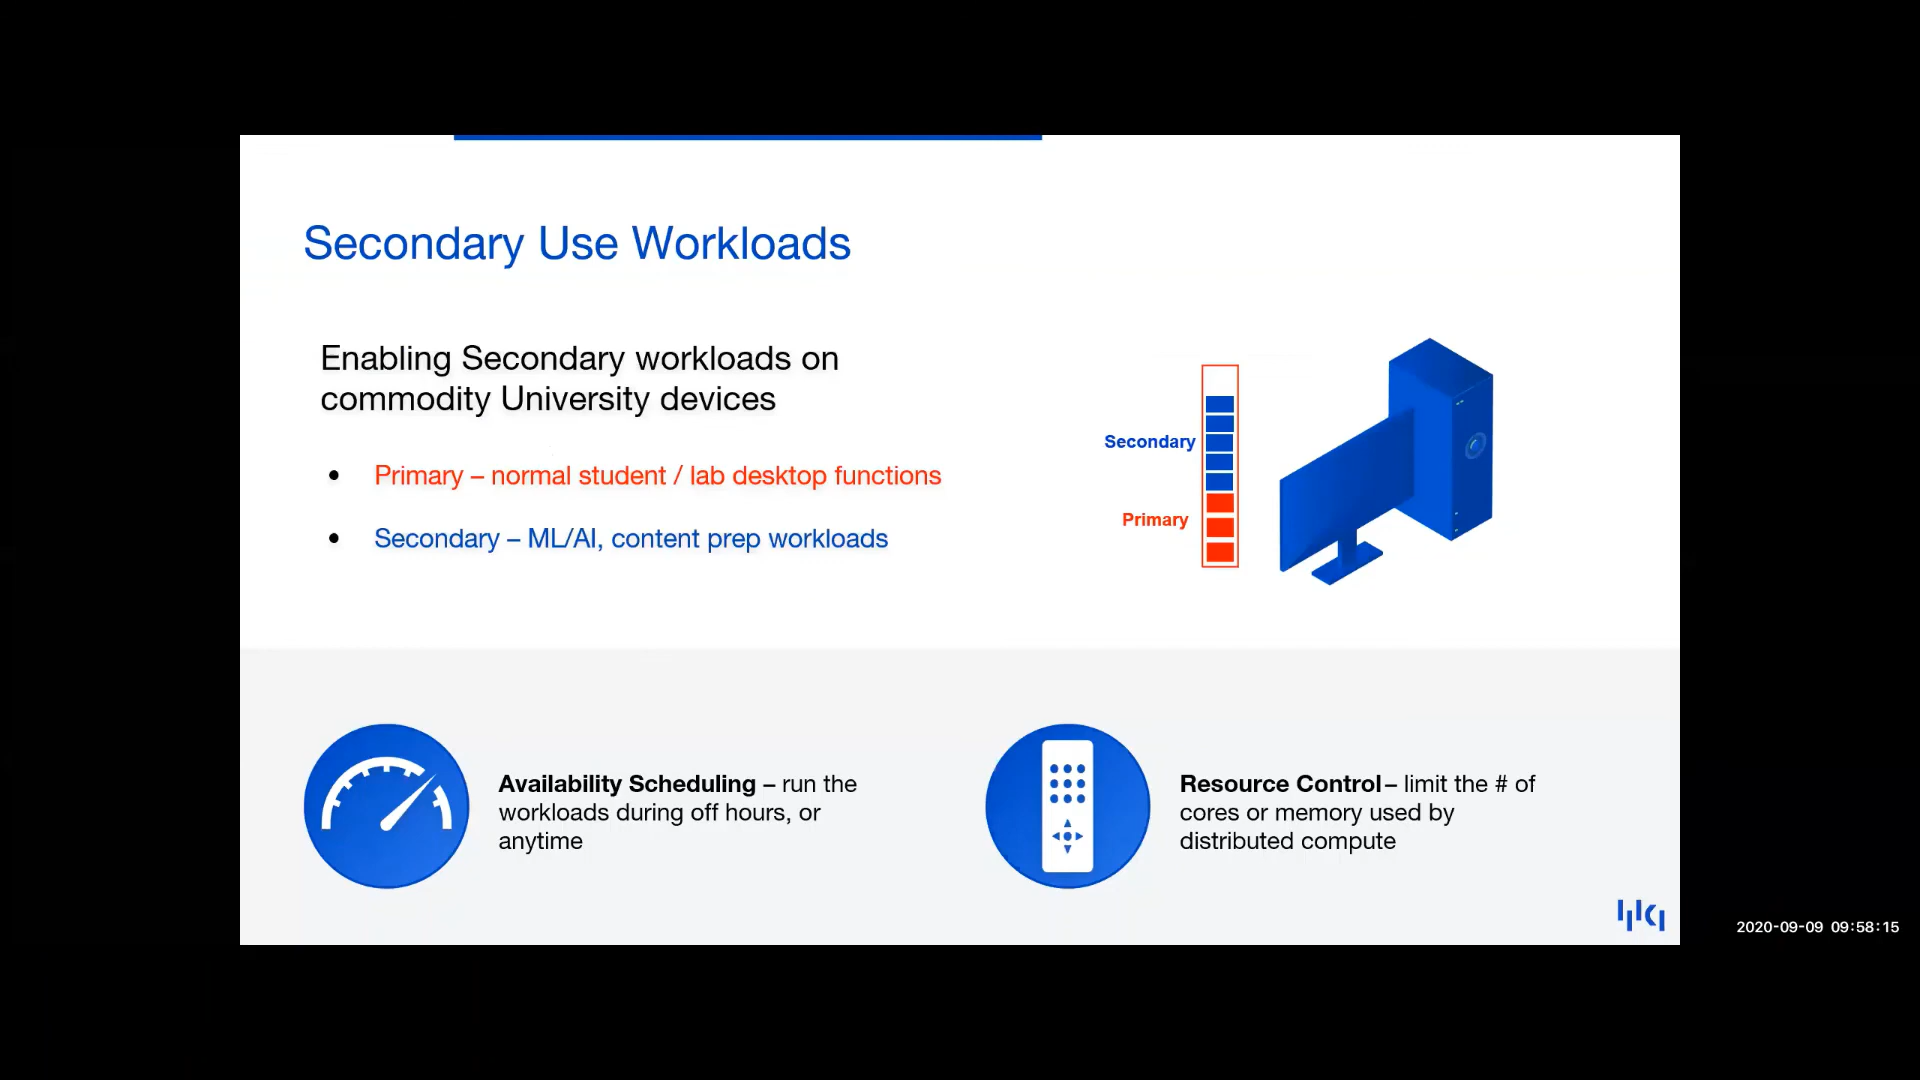 Secondary Use Workloads
Enabling Secondary workloads on
commodity University devices
• Primary – normal student / lab desktop functions
• Secondary – ML/AI, content prep workloads
Secondary
Primary
Availability Scheduling – run the
workloads during off hours, or
anytime
Resource Control – limit the # of
cores or memory used by
distributed compute
2020-09-09 09:58:15